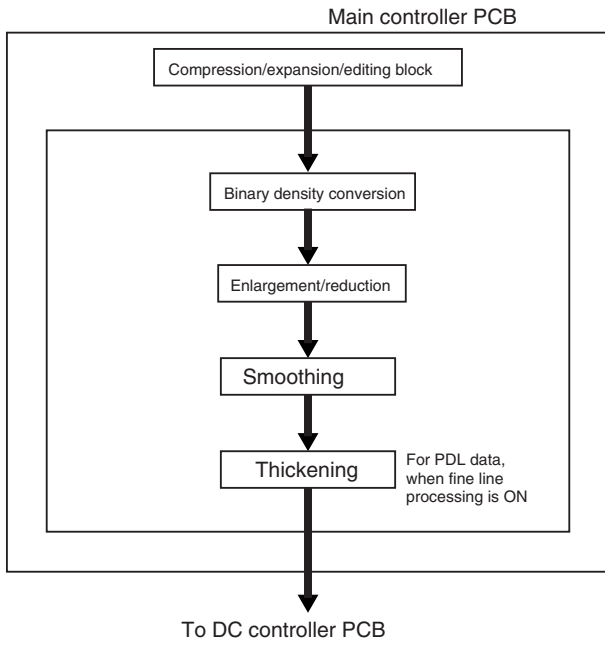 Main controller PCB
Compression/expansion/editing block
Binary density conversion
Enlargement/reduction
Smoothing
Thickening
For PDL data,
when fine line
processing is ON
To DC controller PCB